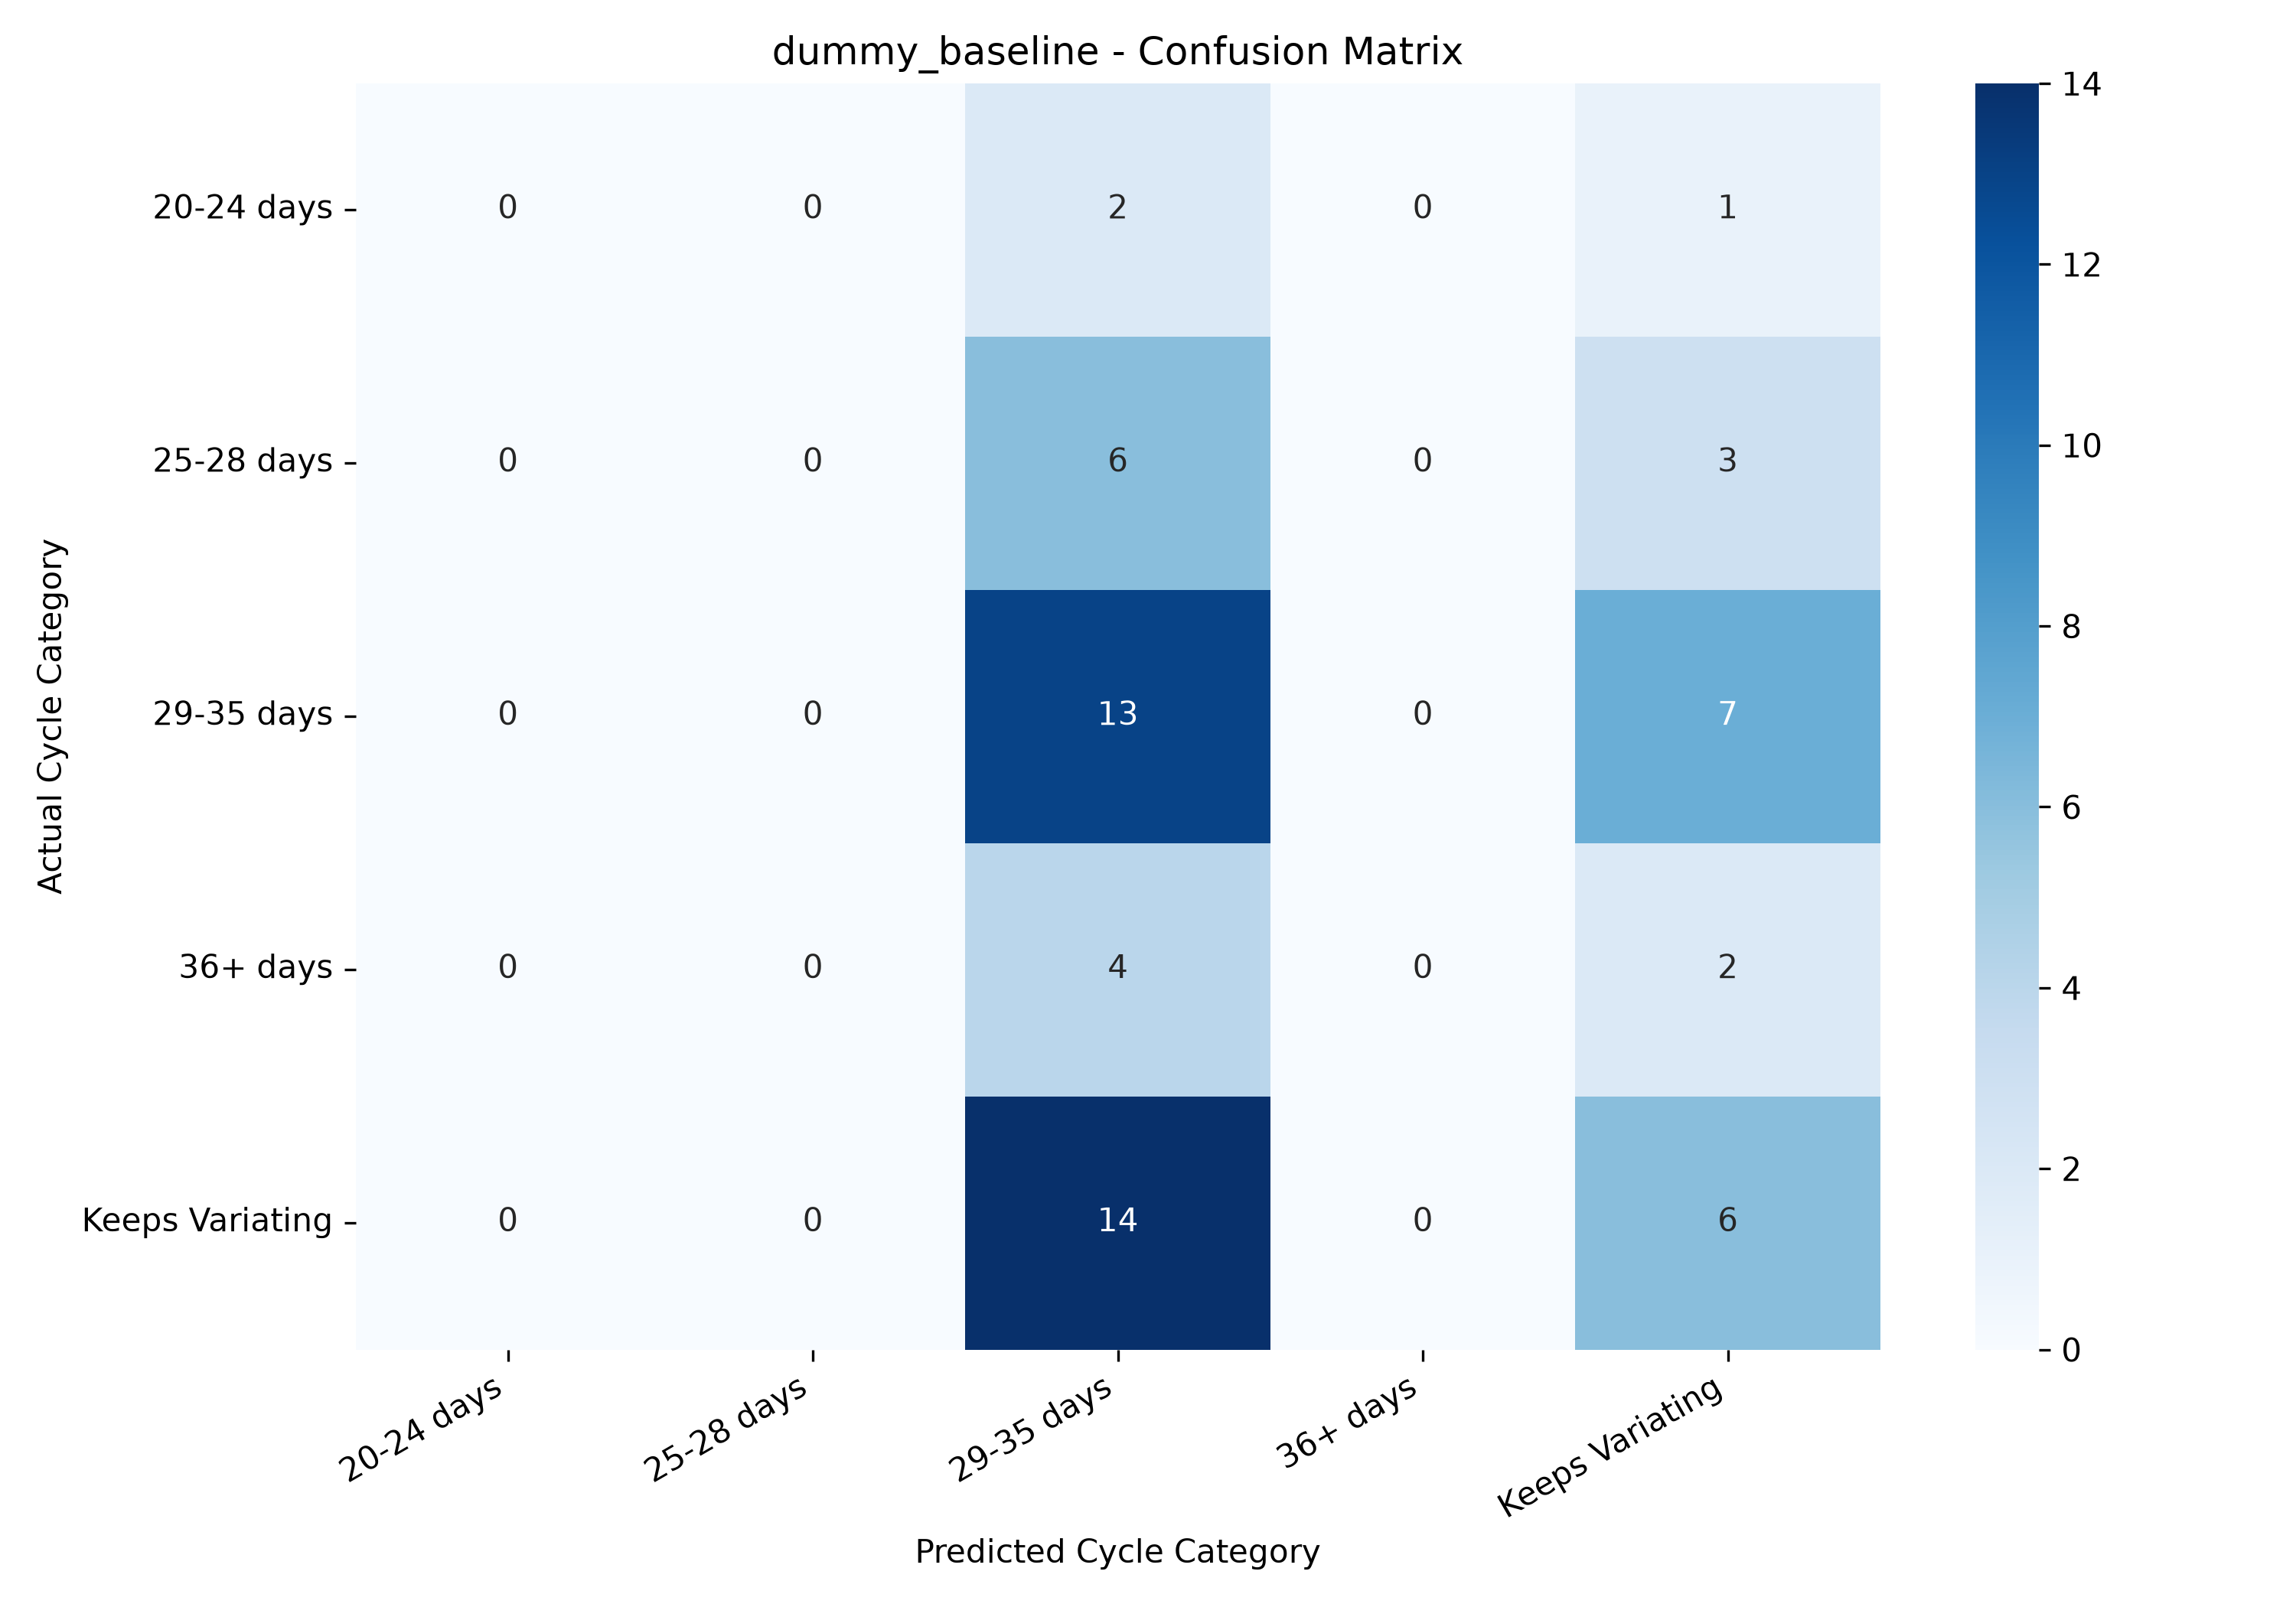 dummy_baseline - Confusion Matrix
14
12
10
8
6
4
2
0
Actual Cycle Category
20-24 days 0 0 2 0 1
25-28 days 0 0 6 0 3
29-35 days 0 0 13 0 7
36+ days 0 0 4 0 2
Keeps Variating 0 0 14 0 6
20-24 days 25-28 days 29-35 days 36+ days Keeps Variating
Predicted Cycle Category